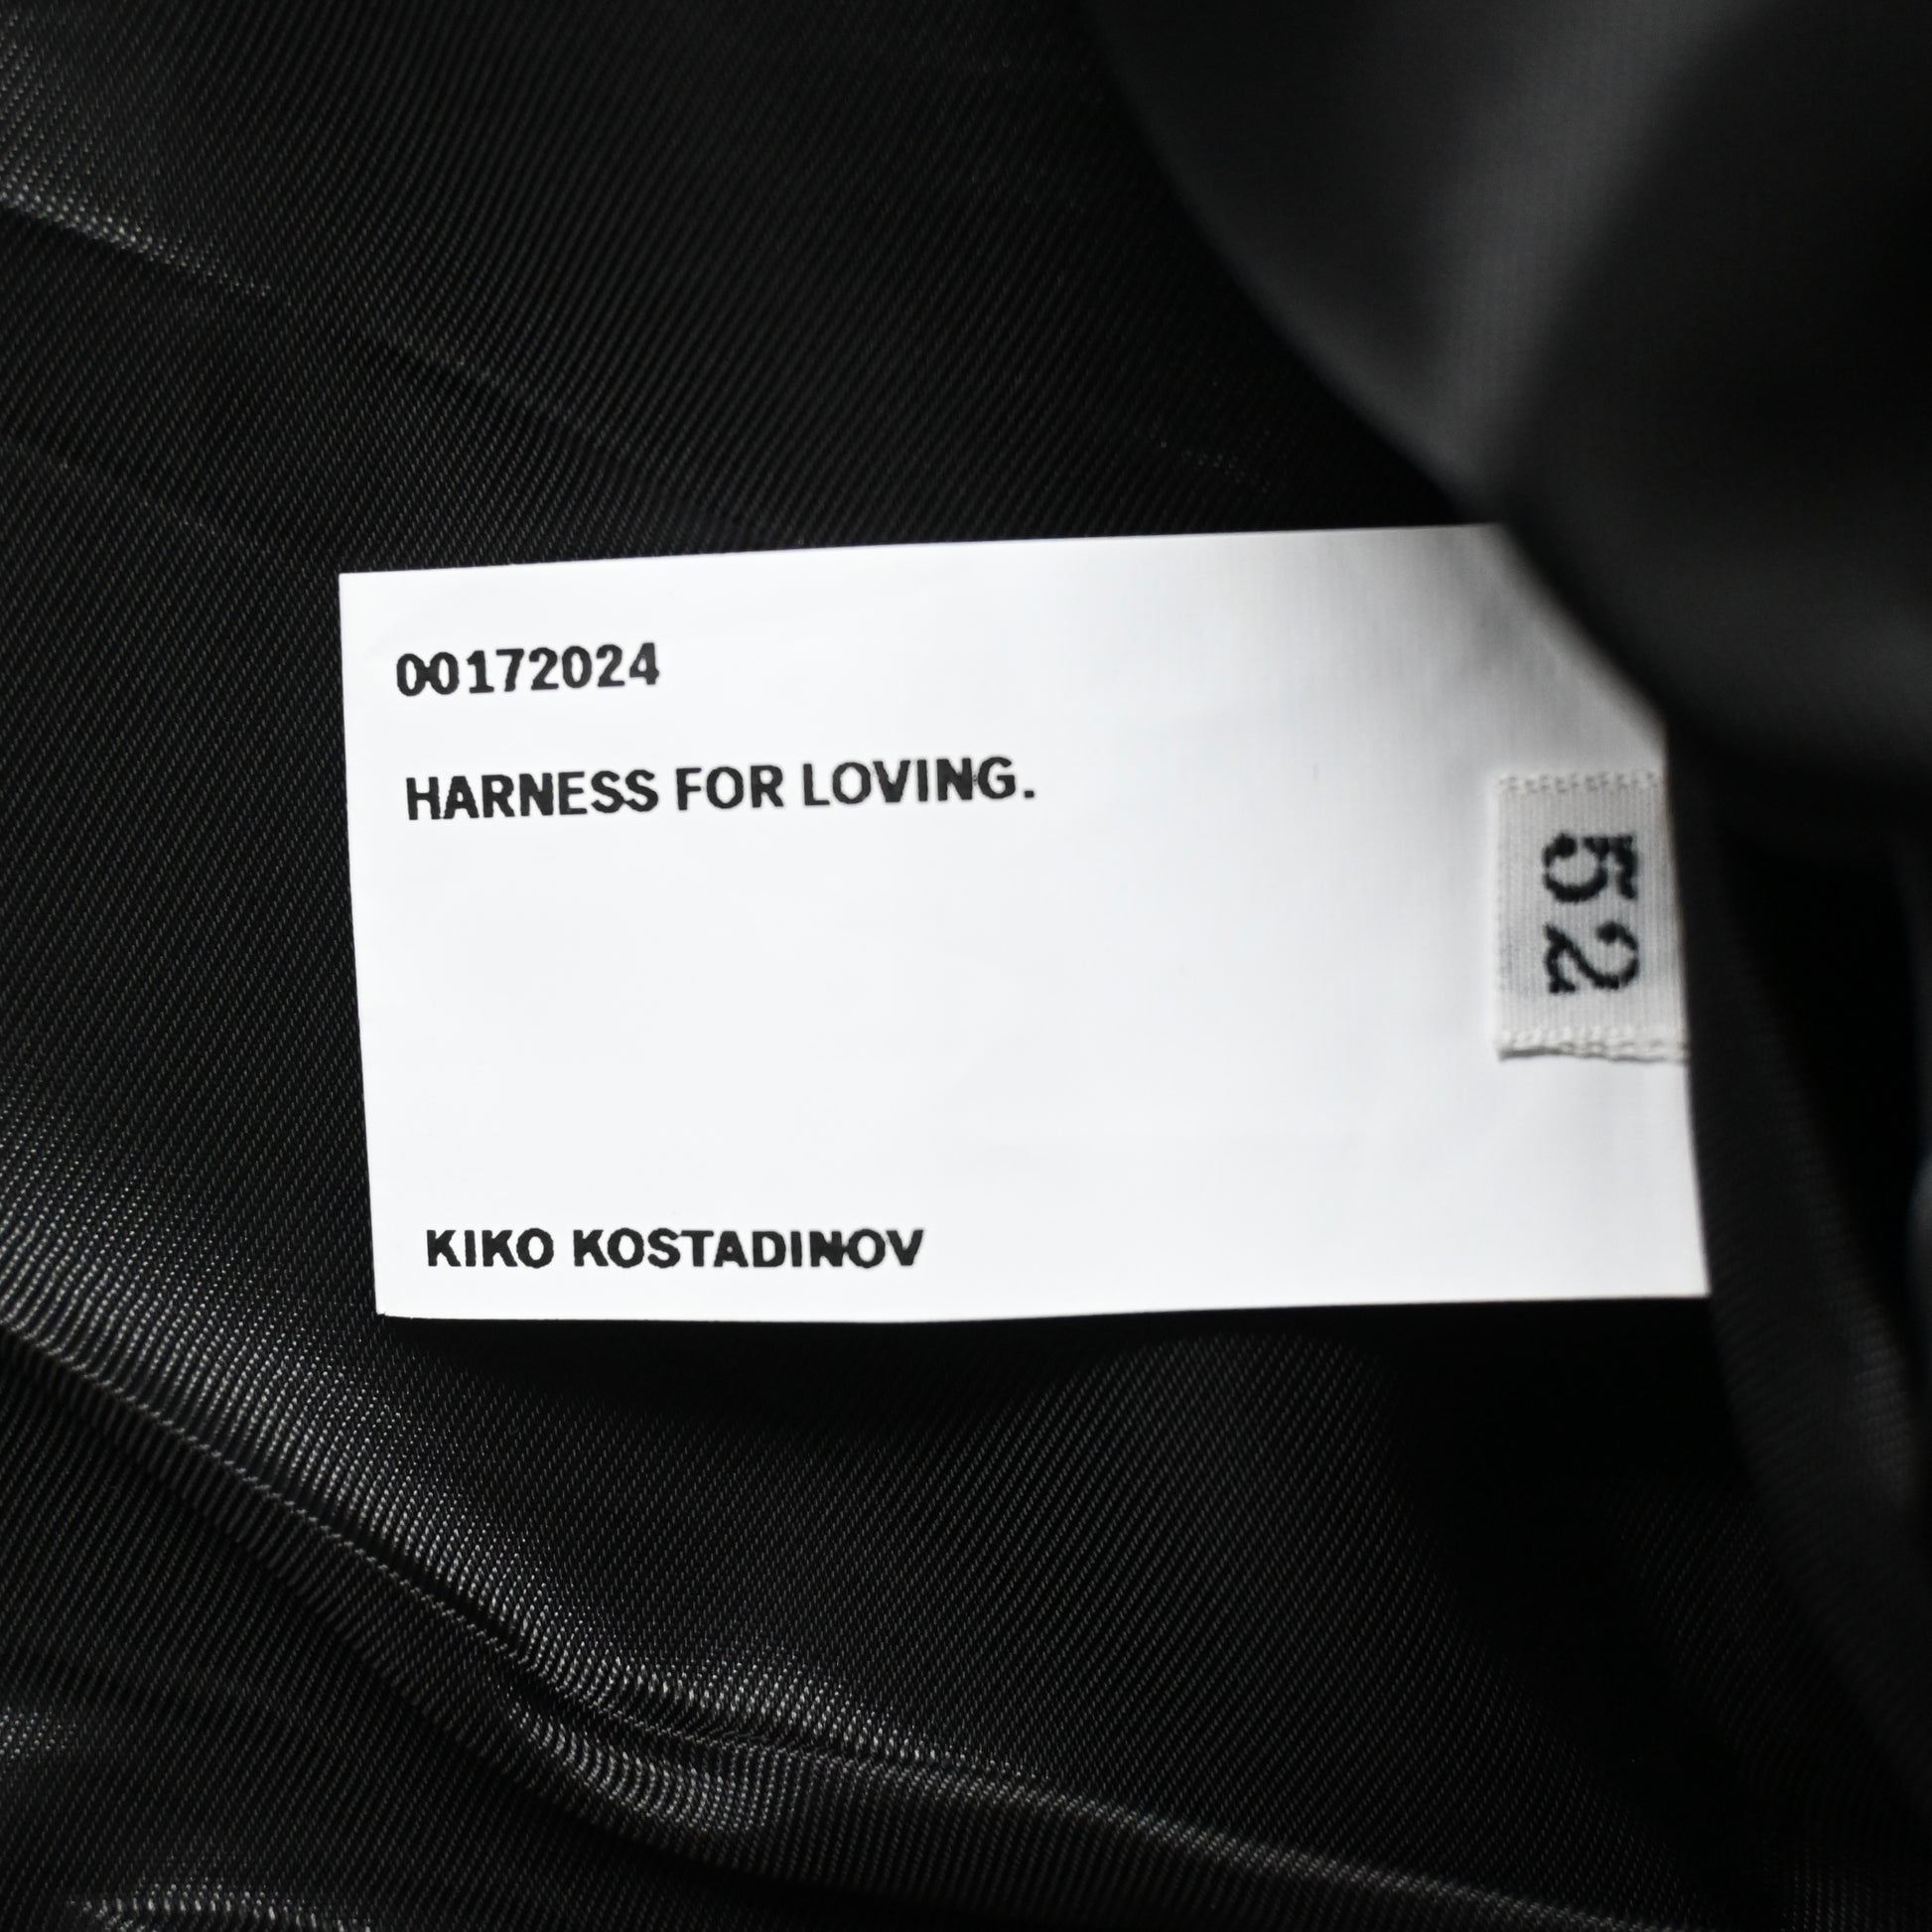 00172024
HARNESS FOR LOVING.
52
KIKO KOSTADINOV